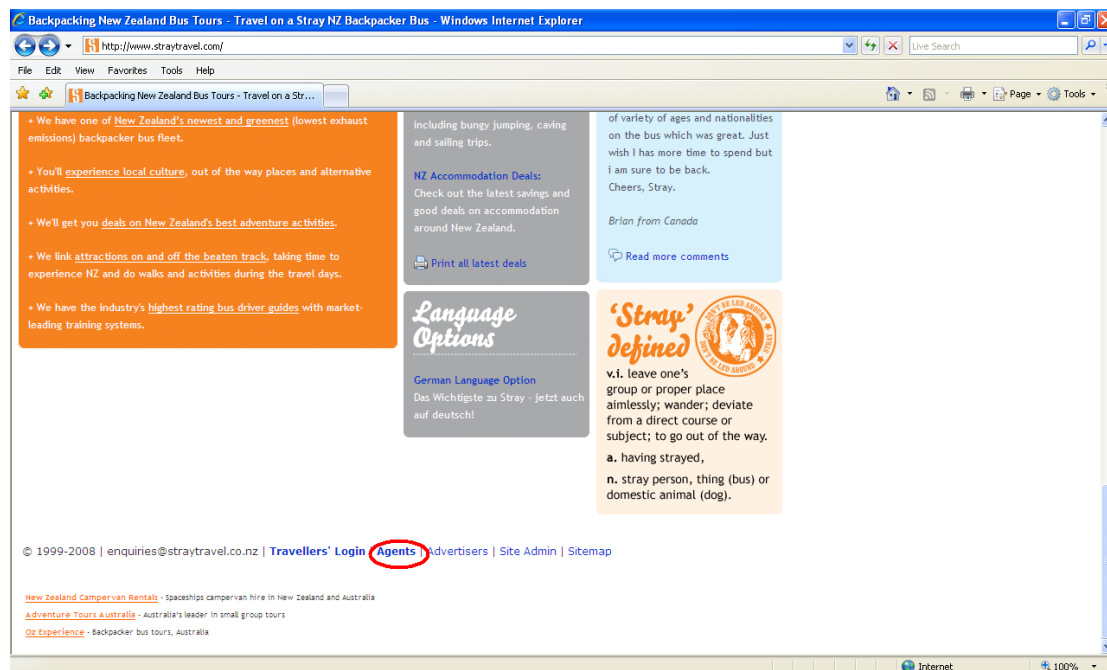 Backpacking New Zealand Bus Tours - Travel on a Stray NZ Backpacker Bus - Windows Internet Explorer
http://www.straytravel.com/
Live Search
File Edit View Favorites Tools Help
Backpacking New Zealand Bus Tours - Travel on a Str...
Page Tools
+ We have one of New Zealand's newest and greenest (lowest exhaust
emissions) backpacker bus fleet.
+ You'll experience local culture, out of the way places and alternative
activities.
+ We'll get you deals on New Zealand's best adventure activities.
+ We link attractions on and off the beaten track, taking time to
experience NZ and do walks and activities during the travel days.
+ We have the industry's highest rating bus driver guides with market-
leading training systems.
including bungy jumping, caving
and sailing trips.
NZ Accommodation Deals:
Check out the latest savings and
good deals on accommodation
around New Zealand.
Print all latest deals
Language
Options
German Language Option
Das Wichtigste zu Stray - jetzt auch
auf deutsch!
of variety of ages and nationalities
on the bus which was great. Just
wish I has more time to spend but
i am sure to be back.
Cheers, Stray.
Brian from Canada
Read more comments
'Stray'
defined
DON'T BE LED AROUND STRAY DON'T BE LED AROUND
v.i. leave one's
group or proper place
aimlessly; wander; deviate
from a direct course or
subject; to go out of the way.
a. having strayed,
n. stray person, thing (bus) or
domestic animal (dog).
© 1999-2008 | enquiries@straytravel.co.nz | Travellers' Login Agents | Advertisers | Site Admin | Sitemap
New Zealand Campervan Rentals - Spaceships campervan hire in New Zealand and Australia
Adventure Tours Australia - Australia's leader in small group tours
Oz Experience - Backpacker bus tours, Australia
Internet 100%